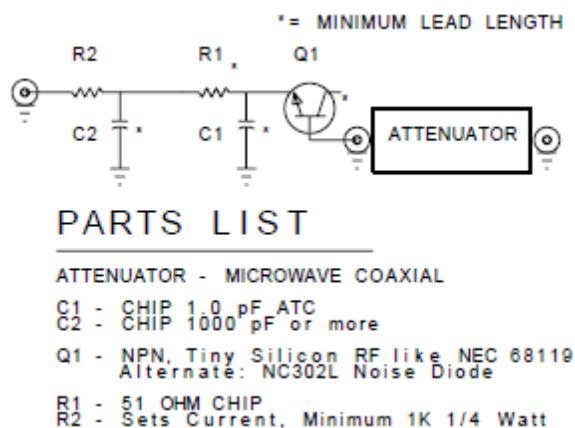 *= MINIMUM LEAD LENGTH
R2 R1 * Q1
*
C2 * C1 * ATTENUATOR
PARTS LIST
ATTENUATOR - MICROWAVE COAXIAL
C1 - CHIP 1.0 pF ATC
C2 - CHIP 1000 pF or more
Q1 - NPN, Tiny Silicon RF like NEC 68119
Alternate: NC302L Noise Diode
R1 - 51 OHM CHIP
R2 - Sets Current, Minimum 1K 1/4 Watt